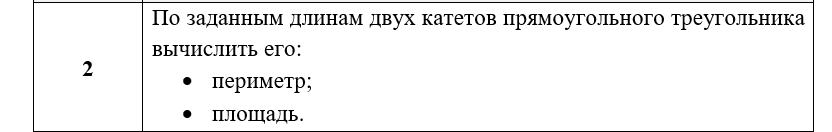 По заданным длинам двух катетов прямоугольного треугольника
вычислить его:
2
• периметр;
• площадь.